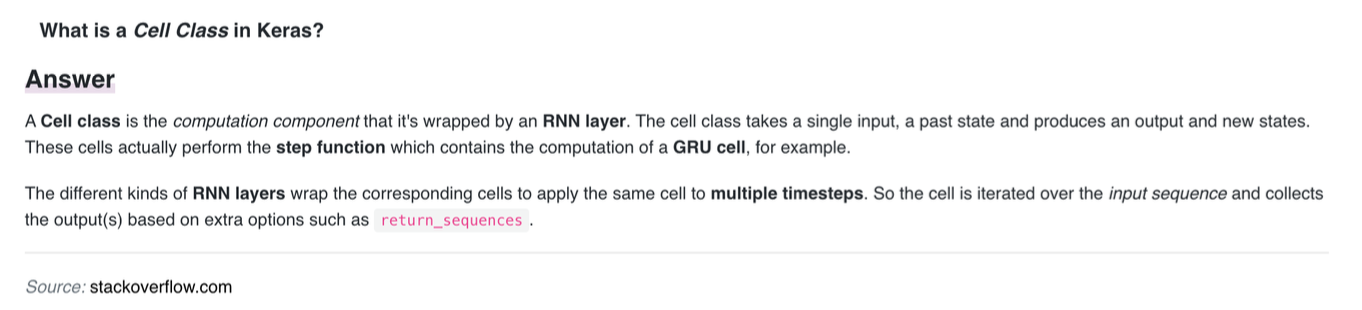 What is a Cell Class in Keras?
Answer
A Cell class is the computation component that it's wrapped by an RNN layer. The cell class takes a single input, a past state and produces an output and new states.
These cells actually perform the step function which contains the computation of a GRU cell, for example.
The different kinds of RNN layers wrap the corresponding cells to apply the same cell to multiple timesteps. So the cell is iterated over the input sequence and collects
the output(s) based on extra options such as return_sequences .
Source: stackoverflow.com